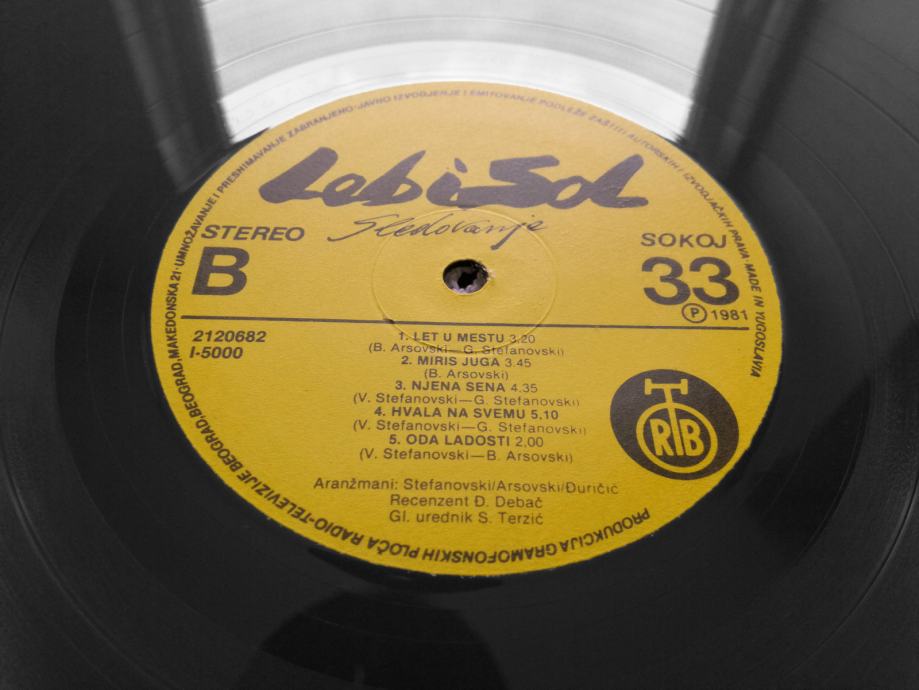 Leb i Sol
Sledovanje
STEREO
B
SOKOJ
33
Ⓟ 1981
2120682
I-5000
1. LET U MESTU 3.20
(B. Arsovski—G. Stefanovski)
2. MIRIS JUGA 3.45
(B. Arsovski)
3. NJENA SENA 4.35
(V. Stefanovski—G. Stefanovski)
4. HVALA NA SVEMU 5,10
(V. Stefanovski—G. Stefanovski)
5. ODA LADOSTI 2,00
(V. Stefanovski—B. Arsovski)
RTB
Aranžmani: Stefanovski/Arsovski/Đuričić
Recenzent Đ. Debač
Gl. urednik S. Terzić
PRODUKCIJA GRAMOFONSKIH PLOČA RADIO-TELEVIZIJE BEOGRAD, BEOGRAD, MAKEDONSKA 21·UMNOŽAVANJE I PRESNIMAVANJE ZABRANJENO·JAVNO IZVODJENJE I EMITOVANJE PODLEŽE ZAŠTITI AUTORSKIH I IZVODJAČKIH PRAVA·MADE IN YUGOSLAVIA